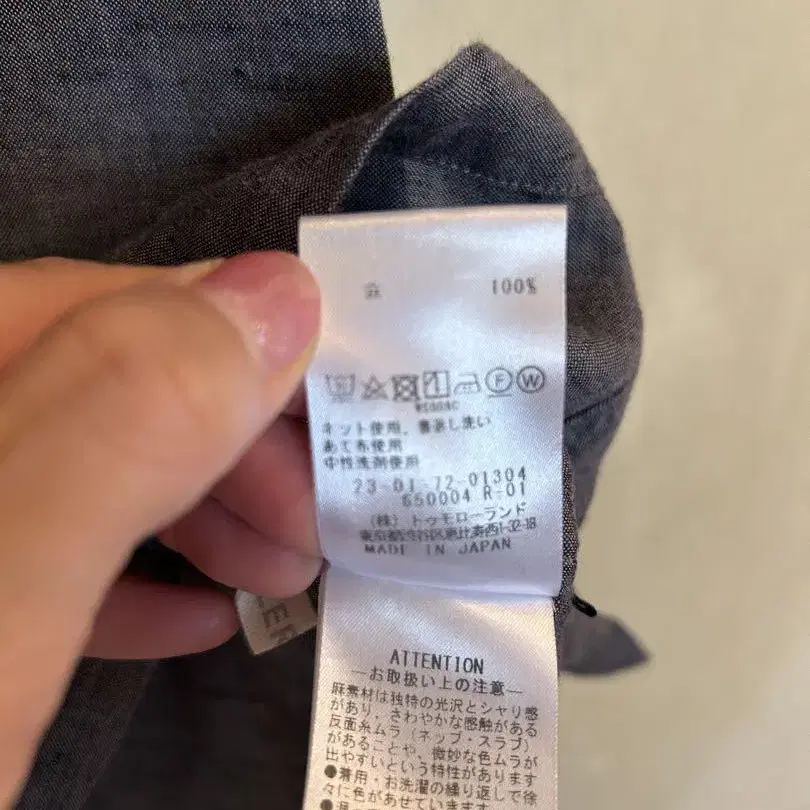 麻 100%
F W
ネット使用、裏返し洗い
あて布使用
中性洗剤使用
23-01-72-01304
650004 R-01
(株) トゥモローランド
東京都渋谷区恵比寿西1-32-18
MADE IN JAPAN
ER
ATTENTION
―お取扱い上の注意―
麻素材は独特の光沢とシャリ感
があり、さわやかな感触がある
反面糸ムラ（ネップ・スラブ）
があることや、微妙な色ムラが
出やすいという特性があります
●着用・お洗濯の繰り返しで徐
々に色があせていきます